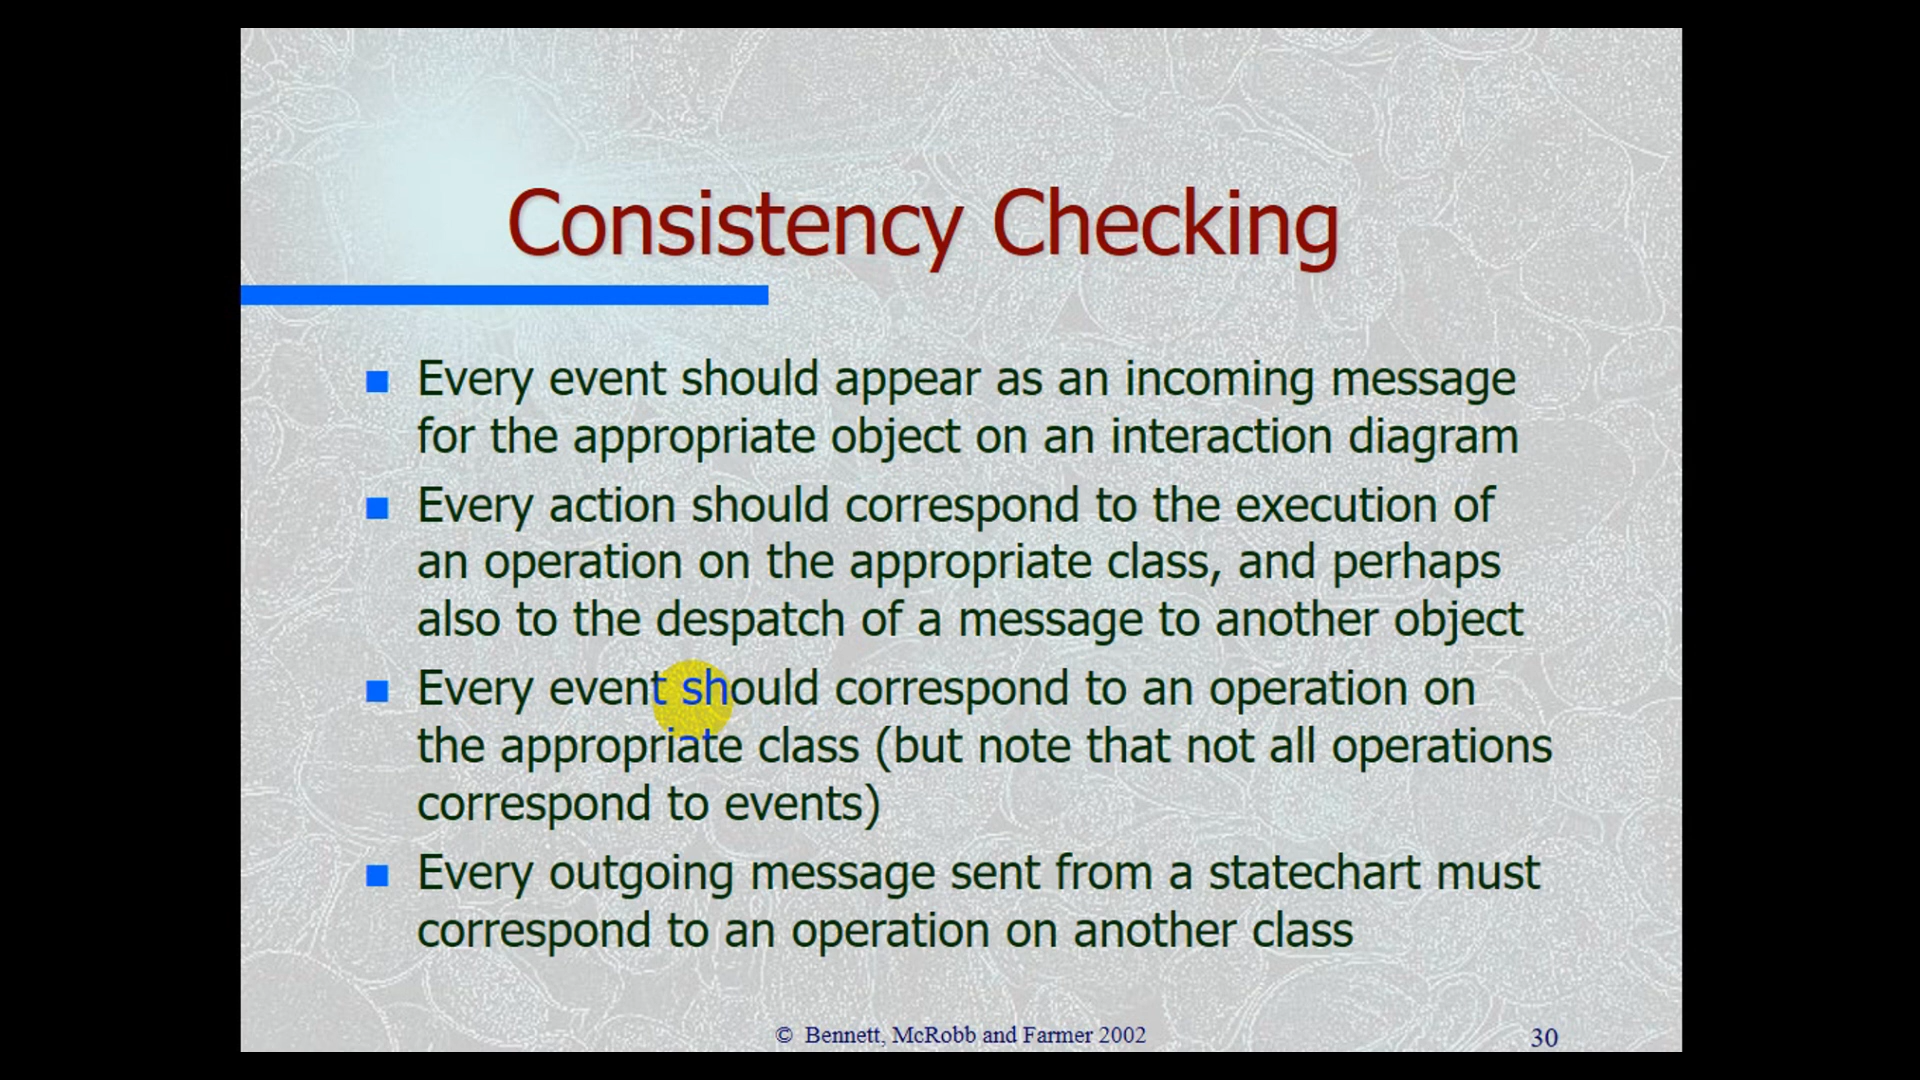 Consistency Checking
Every event should appear as an incoming message
for the appropriate object on an interaction diagram
Every action should correspond to the execution of
an operation on the appropriate class, and perhaps
also to the despatch of a message to another object
Every event should correspond to an operation on
the appropriate class (but note that not all operations
correspond to events)
Every outgoing message sent from a statechart must
correspond to an operation on another class
© Bennett, McRobb and Farmer 2002
30